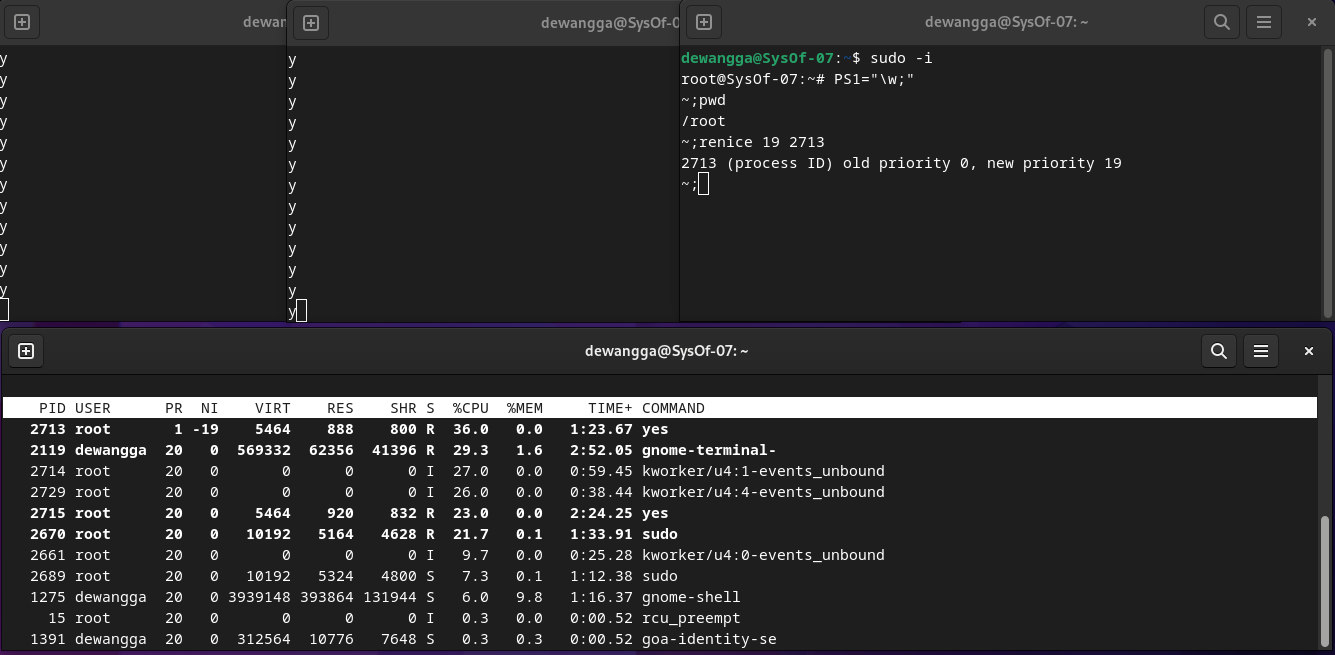 dewan
y
y
y
y
y
y
y
y
y
y
y
y
dewangga@SysOf-0
y
y
y
y
y
y
y
y
y
y
y
y
y
dewangga@SysOf-07: ~
dewangga@SysOf-07:~$ sudo -i
root@SysOf-07:~# PS1="\w;"
~;pwd
/root
~;renice 19 2713
2713 (process ID) old priority 0, new priority 19
~;
dewangga@SysOf-07: ~
PID USER PR NI VIRT RES SHR S %CPU %MEM TIME+ COMMAND
2713 root 1 -19 5464 888 800 R 36.0 0.0 1:23.67 yes
2119 dewangga 20 0 569332 62356 41396 R 29.3 1.6 2:52.05 gnome-terminal-
2714 root 20 0 0 0 0 I 27.0 0.0 0:59.45 kworker/u4:1-events_unbound
2729 root 20 0 0 0 0 I 26.0 0.0 0:38.44 kworker/u4:4-events_unbound
2715 root 20 0 5464 920 832 R 23.0 0.0 2:24.25 yes
2670 root 20 0 10192 5164 4628 R 21.7 0.1 1:33.91 sudo
2661 root 20 0 0 0 0 I 9.7 0.0 0:25.28 kworker/u4:0-events_unbound
2689 root 20 0 10192 5324 4800 S 7.3 0.1 1:12.38 sudo
1275 dewangga 20 0 3939148 393864 131944 S 6.0 9.8 1:16.37 gnome-shell
15 root 20 0 0 0 0 I 0.3 0.0 0:00.52 rcu_preempt
1391 dewangga 20 0 312564 10776 7648 S 0.3 0.3 0:00.52 goa-identity-se